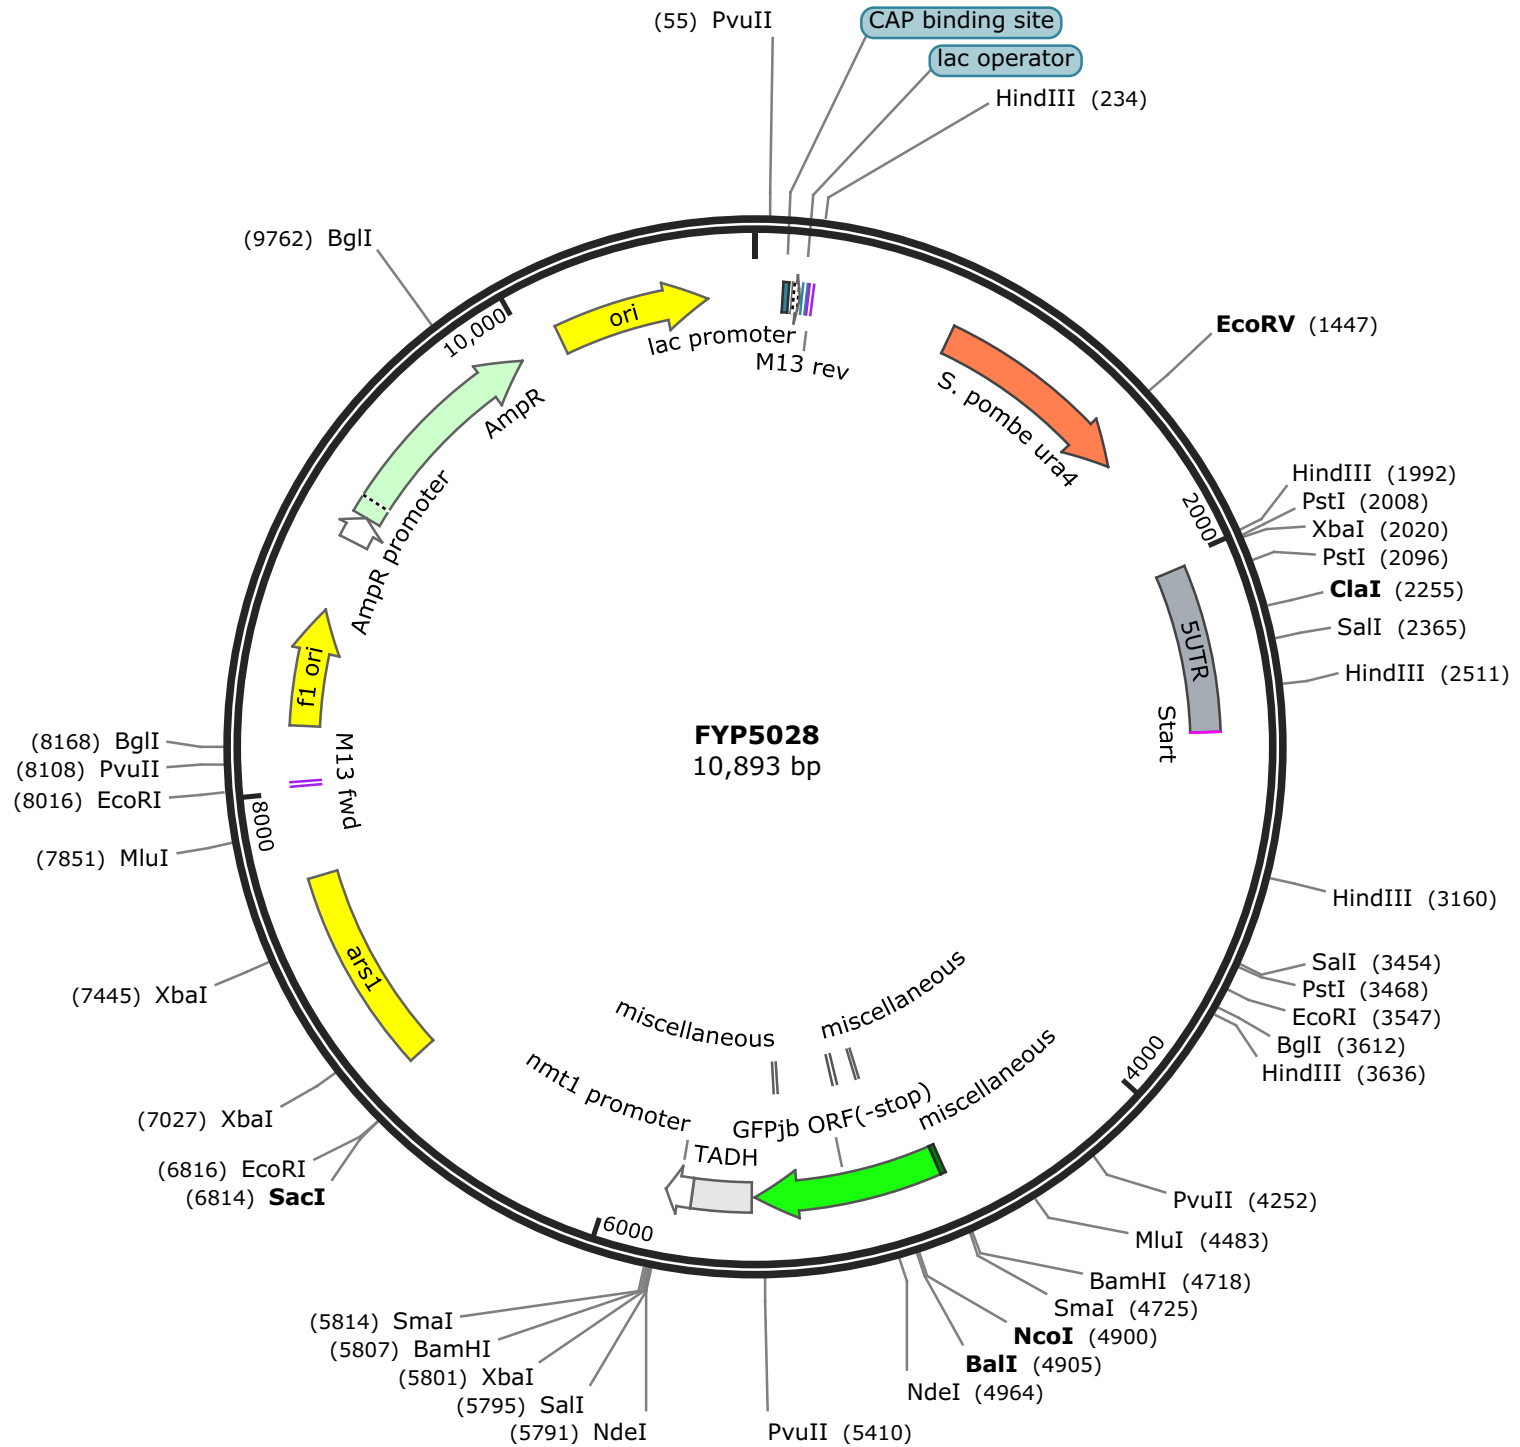 (55) PvuII
CAP binding site
lac operator
HindIII (234)
(9762) BglI
10,000
ori
lac promoter
M13 rev
EcoRV (1447)
S. pombe ura4
AmpR
AmpR promoter
HindIII (1992)
PstI (2008)
XbaI (2020)
PstI (2096)
2000
ClaI (2255)
SalI (2365)
HindIII (2511)
5UTR
Start
f1 ori
M13 fwd
FYP5028
10,893 bp
(8168) BglI
(8108) PvuII
(8016) EcoRI
8000
(7851) MluI
HindIII (3160)
ars1
(7445) XbaI
SalI (3454)
PstI (3468)
EcoRI (3547)
BglI (3612)
HindIII (3636)
miscellaneous
miscellaneous
miscellaneous
4000
nmt1 promoter
GFPjb ORF(-stop)
TADH
(7027) XbaI
(6816) EcoRI
(6814) SacI
PvuII (4252)
MluI (4483)
6000
BamHI (4718)
SmaI (4725)
NcoI (4900)
BalI (4905)
NdeI (4964)
(5814) SmaI
(5807) BamHI
(5801) XbaI
(5795) SalI
(5791) NdeI
PvuII (5410)